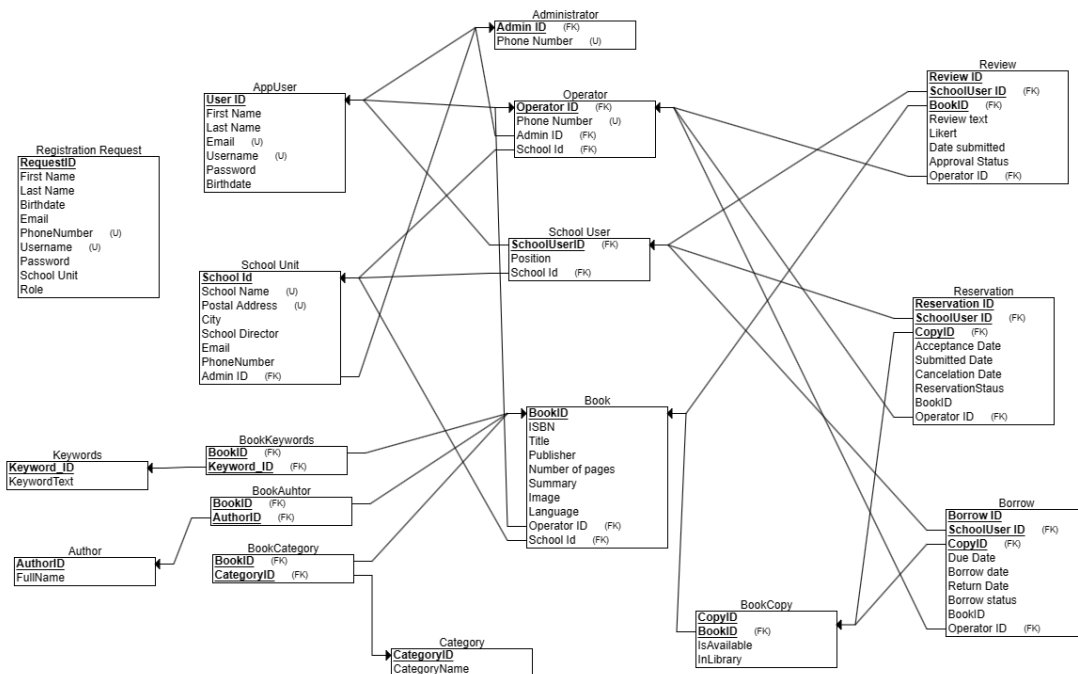 Administrator
Admin ID (FK)
Phone Number (U)
AppUser
User ID
First Name
Last Name
Email (U)
Username (U)
Password
Birthdate
Operator
Operator ID (FK)
Phone Number (U)
Admin ID (FK)
School Id (FK)
Review
Review ID
SchoolUser ID (FK)
BookID (FK)
Review text
Likert
Date submitted
Approval Status
Operator ID (FK)
Registration Request
RequestID
First Name
Last Name
Birthdate
Email
PhoneNumber (U)
Username (U)
Password
School Unit
Role
School User
SchoolUserID (FK)
Position
School Id (FK)
School Unit
School Id
School Name (U)
Postal Address (U)
City
School Director
Email
PhoneNumber
Admin ID (FK)
Reservation
Reservation ID
SchoolUser ID (FK)
CopyID (FK)
Acceptance Date
Submitted Date
Cancelation Date
ReservationStaus
BookID
Operator ID (FK)
Book
BookID
ISBN
Title
Publisher
Number of pages
Summary
Image
Language
Operator ID (FK)
School Id (FK)
Keywords
Keyword_ID
KeywordText
BookKeywords
BookID (FK)
Keyword_ID (FK)
BookAuhtor
BookID (FK)
AuthorID (FK)
Author
AuthorID
FullName
BookCategory
BookID (FK)
CategoryID (FK)
Category
CategoryID
CategoryName
BookCopy
CopyID
BookID (FK)
IsAvailable
InLibrary
Borrow
Borrow ID
SchoolUser ID (FK)
CopyID (FK)
Due Date
Borrow date
Return Date
Borrow status
BookID
Operator ID (FK)